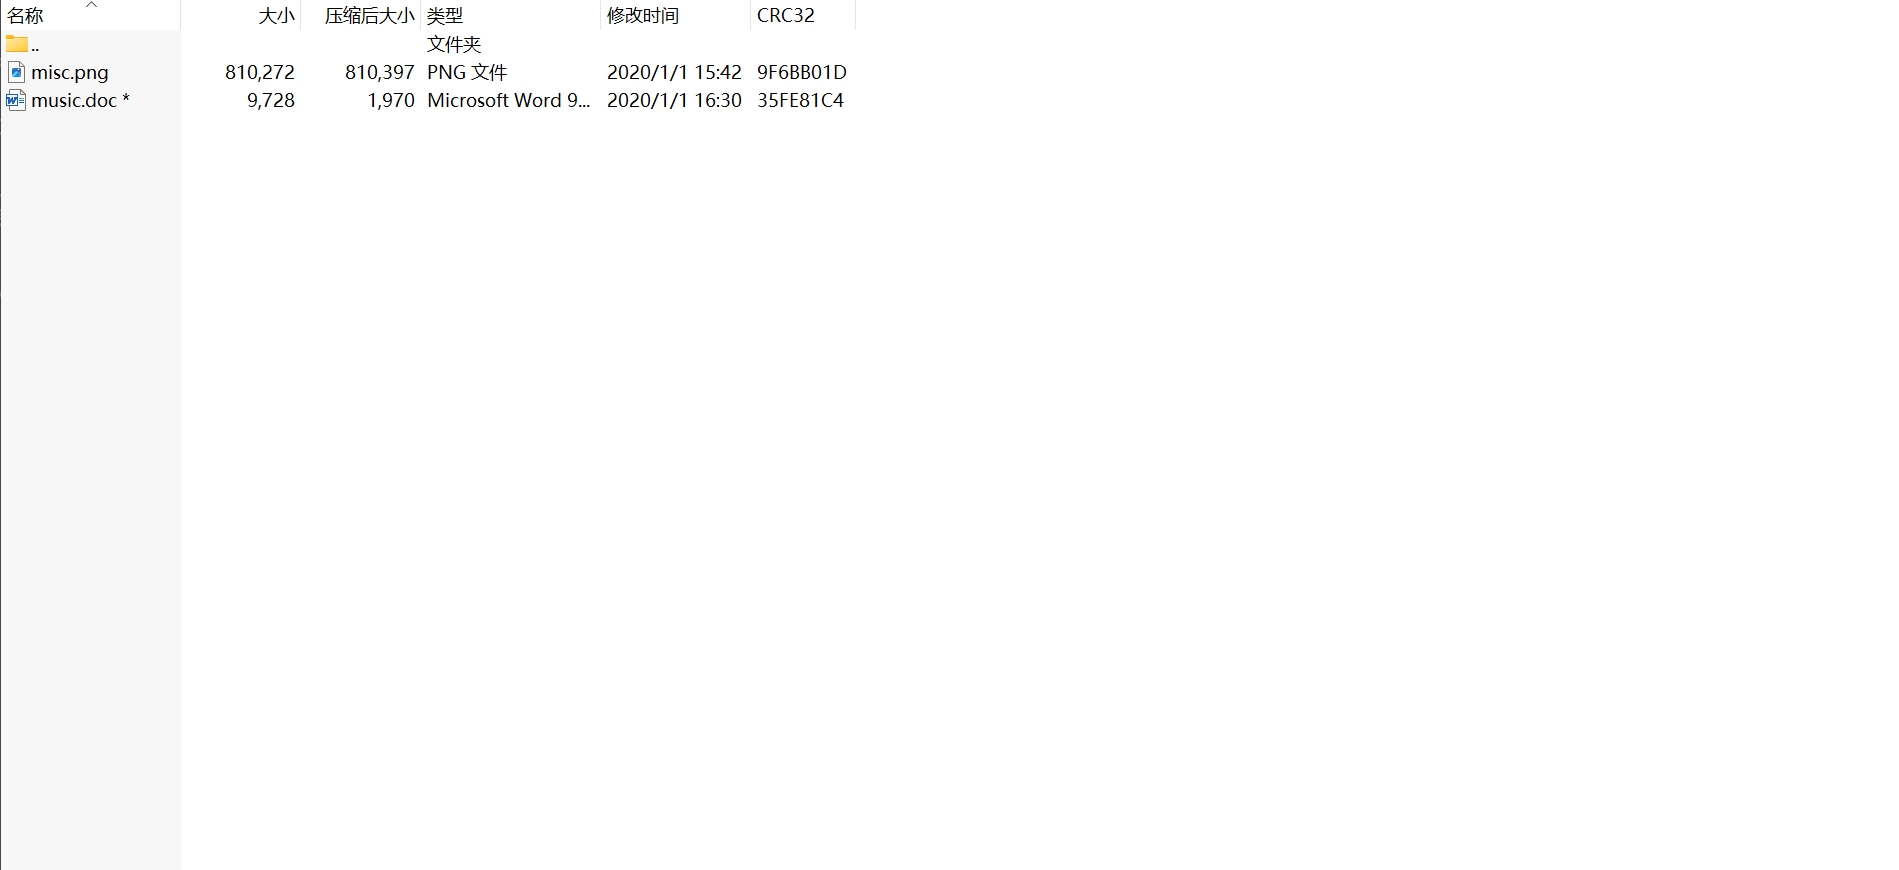 名称 大小 压缩后大小 类型 修改时间 CRC32
.. 文件夹
misc.png 810,272 810,397 PNG 文件 2020/1/1 15:42 9F6BB01D
music.doc * 9,728 1,970 Microsoft Word 9... 2020/1/1 16:30 35FE81C4